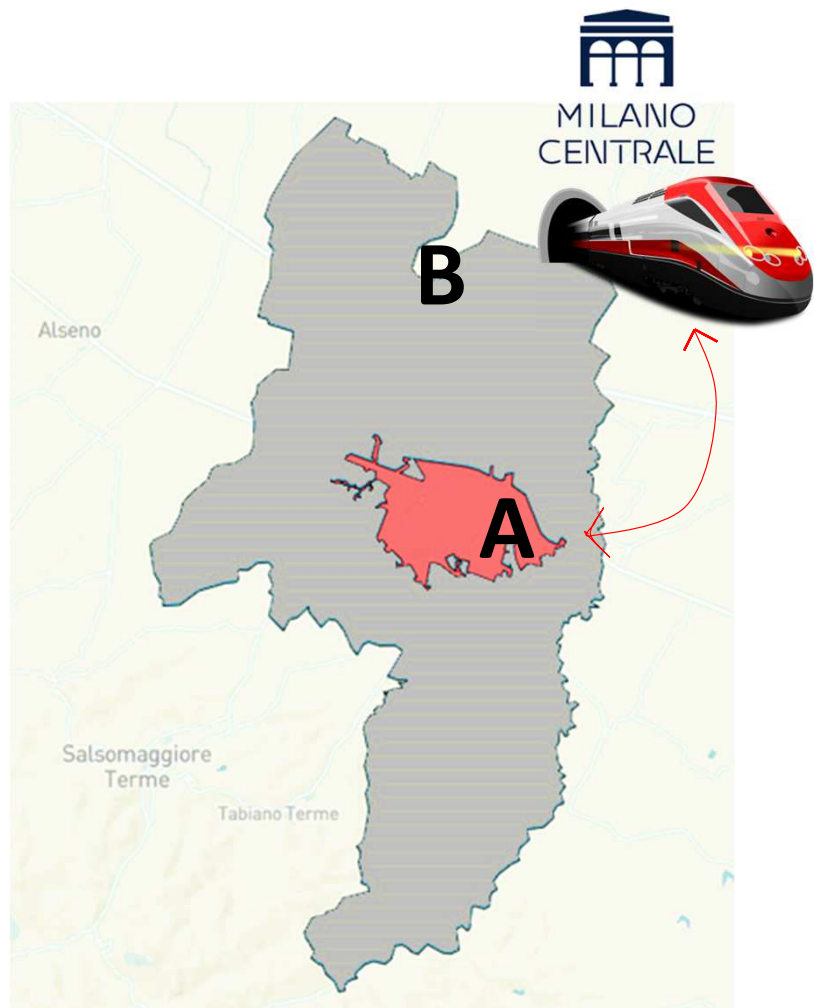 MILANO
CENTRALE
B
Alseno
A
Salsomaggiore
Terme
Tabiano Terme